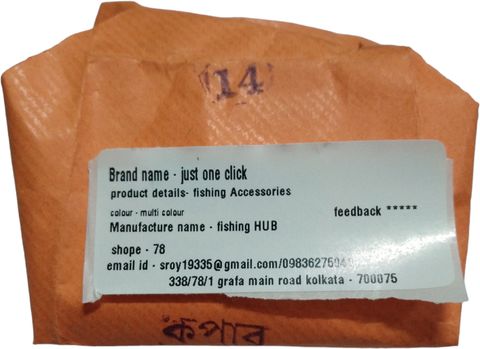 (14)
Brand name - just one click
product details- fishing Accessories
colour - multi colour
feedback *****
Manufacture name - fishing HUB
shope - 78
email id - sroy19335@gmail.com/
338/78/1 grafa main road kolkata - 700075
কপার